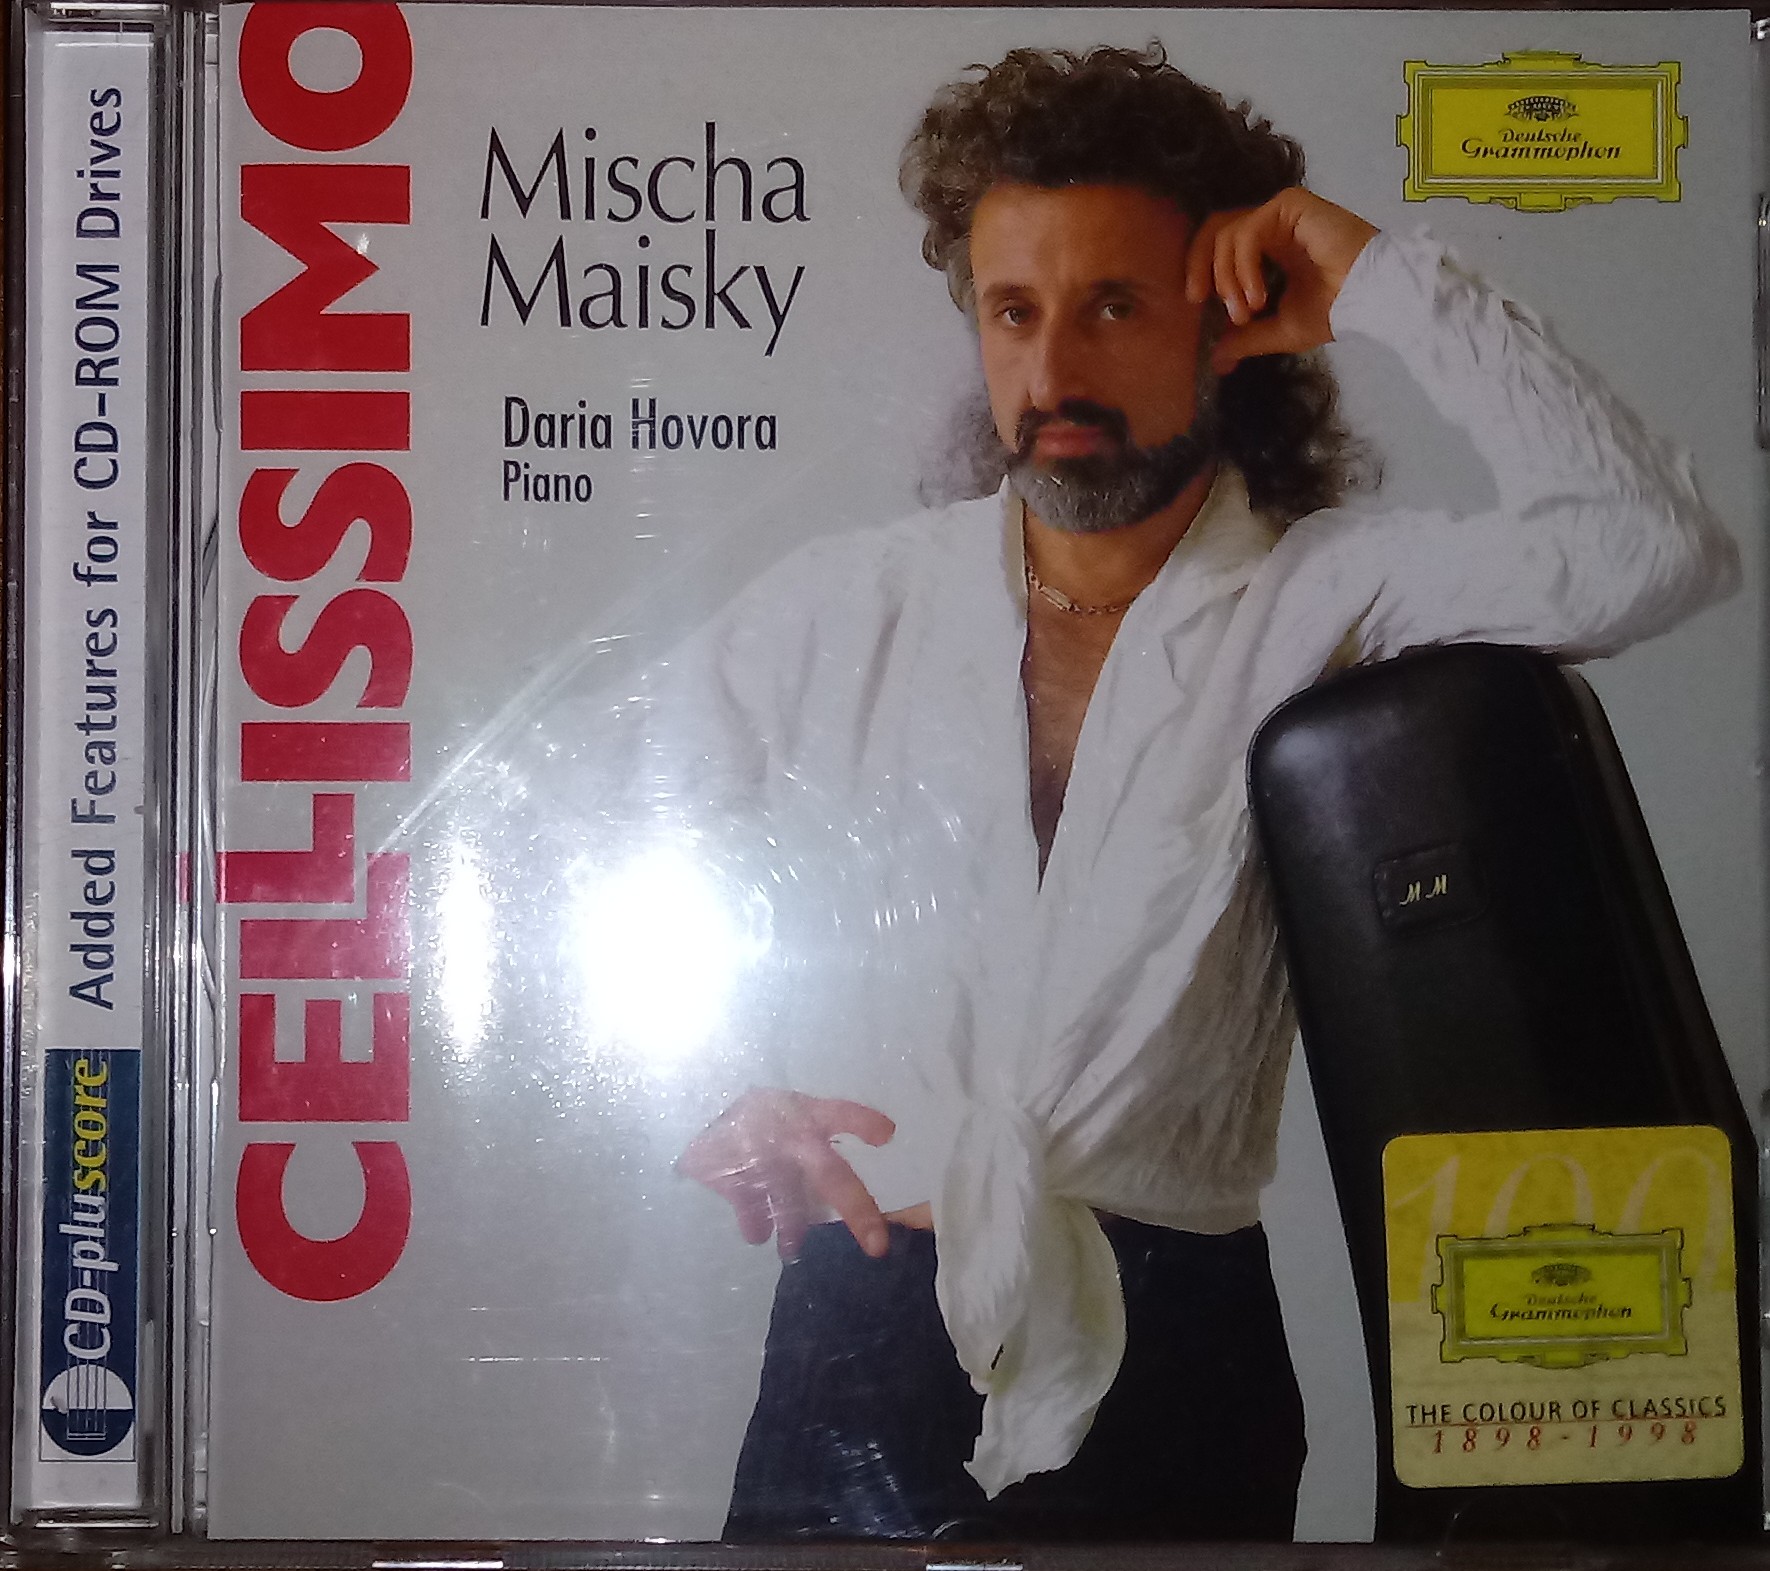 CD-pluscore Added Features for CD-ROM Drives
CELLISSIMO
Mischa
Maisky
Daria Hovora
Piano
Deutsche
Grammophon
MM
100
Deutsche
Grammophon
THE COLOUR OF CLASSICS
1898-1998